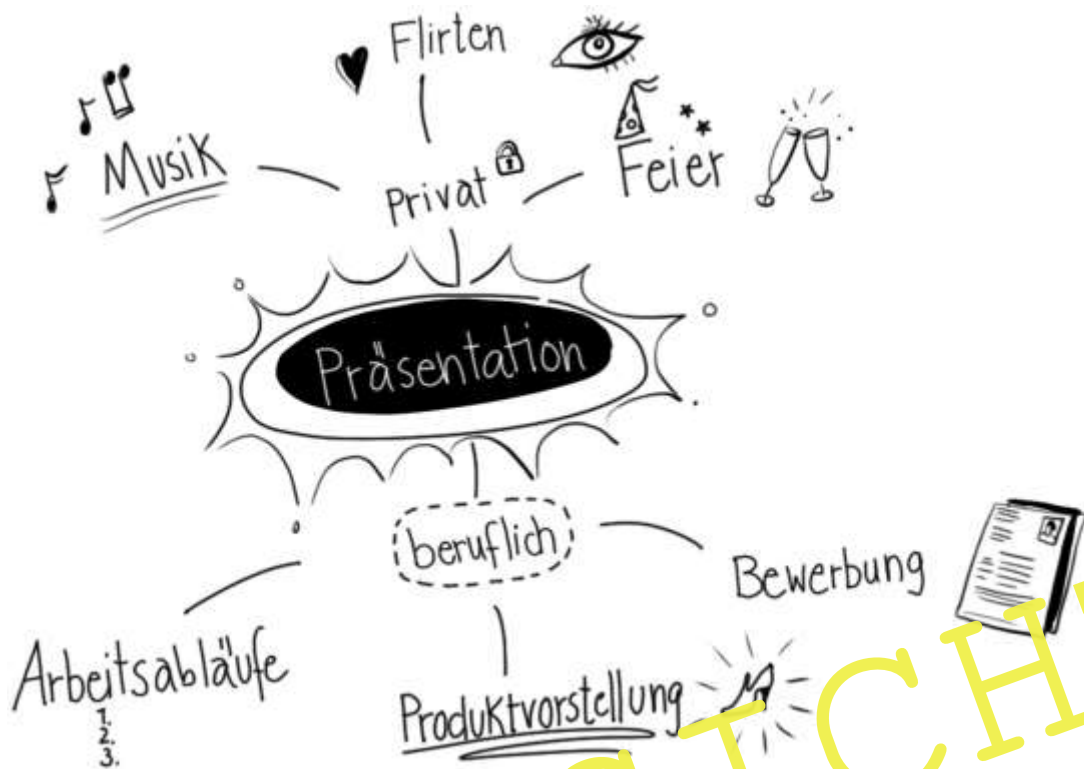 Flirten
Musik
Feier
Privat
Präsentation
beruflich
Bewerbung
Arbeitsabläufe
1.
2.
3.
Produktvorstellung